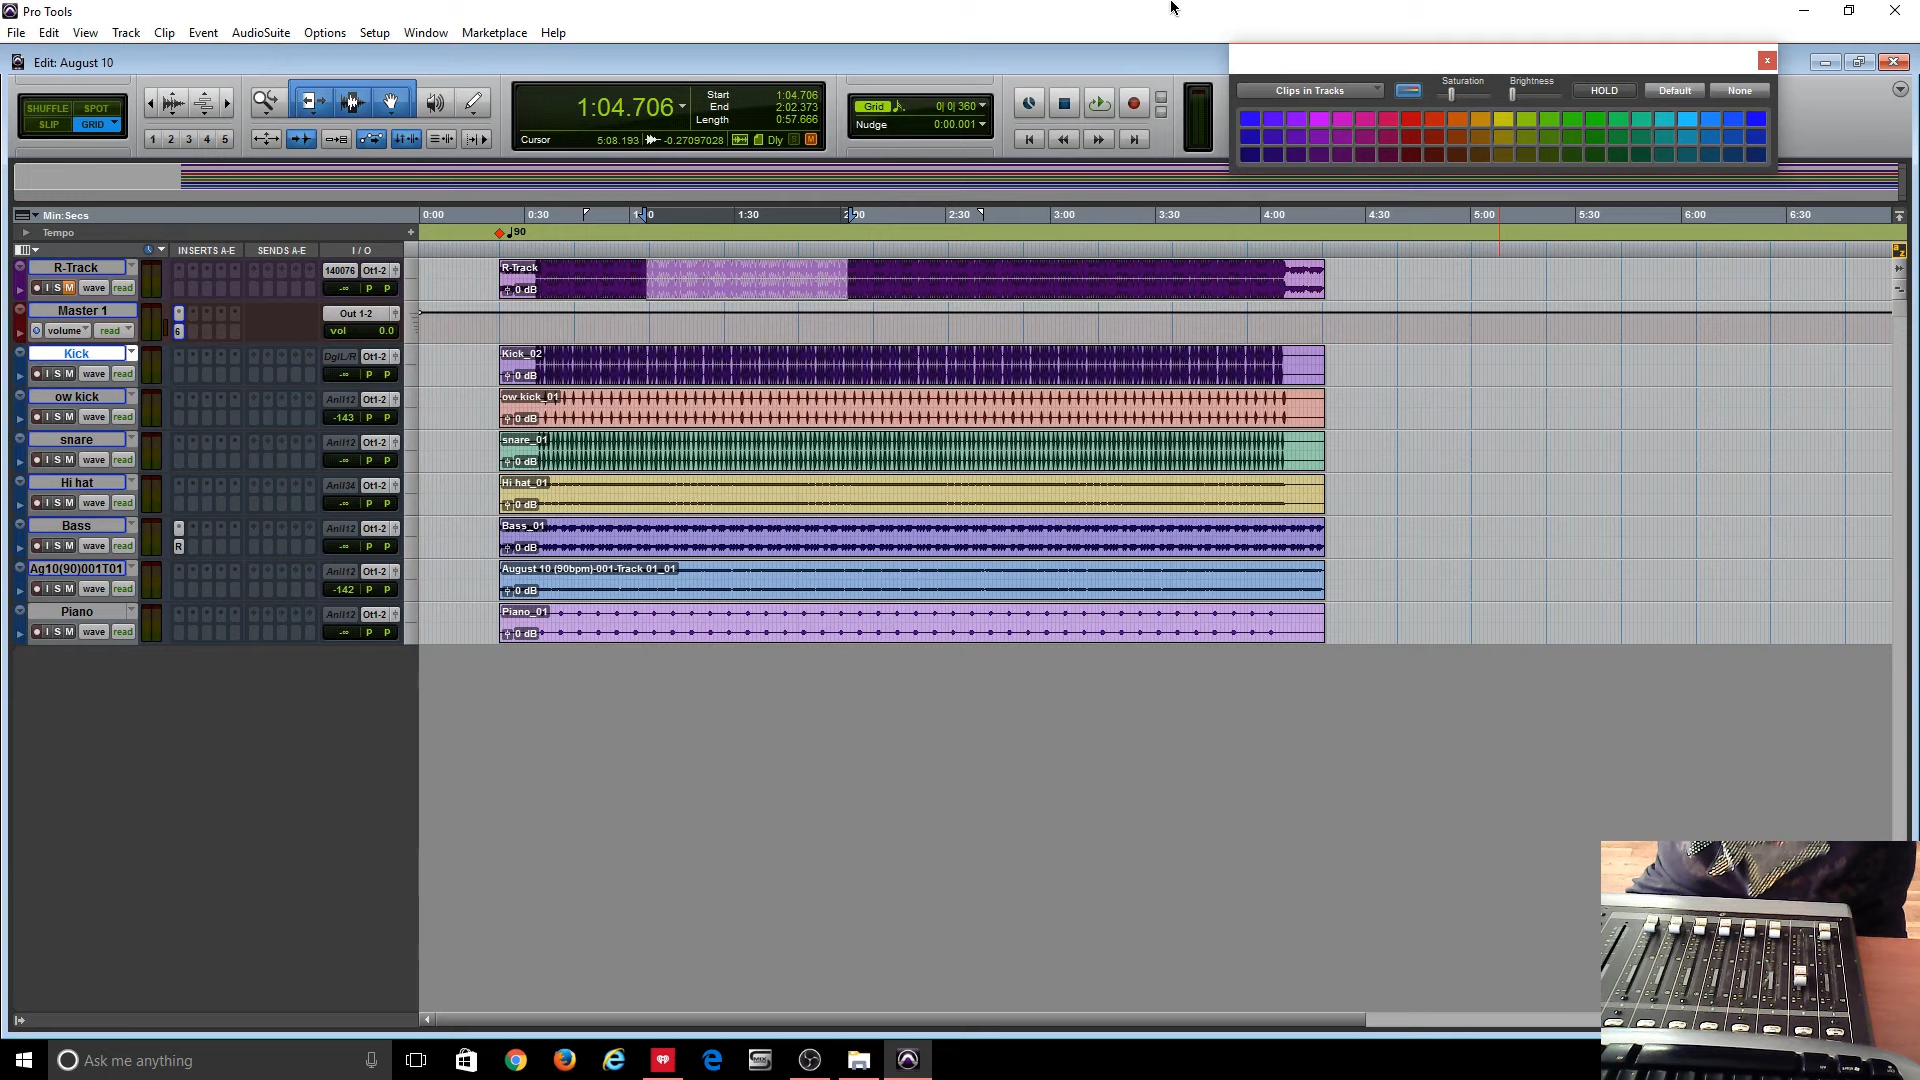 Pro Tools
File Edit View Track Clip Event AudioSuite Options Setup Window Marketplace Help
Edit: August 10
SHUFFLE SPOT
SLIP GRID
1 2 3 4 5
1:04.706
Start 1:04.706
End 2:02.373
Length 0:57.666
Cursor 5:08.193 -0.27097028 Dly S M
Grid 0| 0| 360
Nudge 0:00.001
Clips in Tracks
Saturation
Brightness
HOLD
Default
None
Min:Secs
0:00 0:30 1:30 2:30 3:00 3:30 4:00 4:30 5:00 5:30 6:00 6:30
Tempo
90
INSERTS A-E SENDS A-E I / O
R-Track
140076 Ot1-2
I S M wave read
-∞ P P
R-Track
0 dB
Master 1
Out 1-2
volume read
6
vol 0.0
Kick
DgiL/R Ot1-2
I S M wave read
-∞ P P
Kick_02
0 dB
ow kick
Anl12 Ot1-2
I S M wave read
-143 P P
ow kick_01
0 dB
snare
Anl12 Ot1-2
I S M wave read
-∞ P P
snare_01
0 dB
Hi hat
Anl34 Ot1-2
I S M wave read
-∞ P P
Hi hat_01
0 dB
Bass
Anl12 Ot1-2
I S M wave read
R
-∞ P P
Bass_01
0 dB
Ag10(90)001T01
Anl12 Ot1-2
I S M wave read
-142 P P
August 10 (90bpm)-001-Track 01_01
0 dB
Piano
Anl12 Ot1-2
I S M wave read
-∞ P P
Piano_01
0 dB
Ask me anything